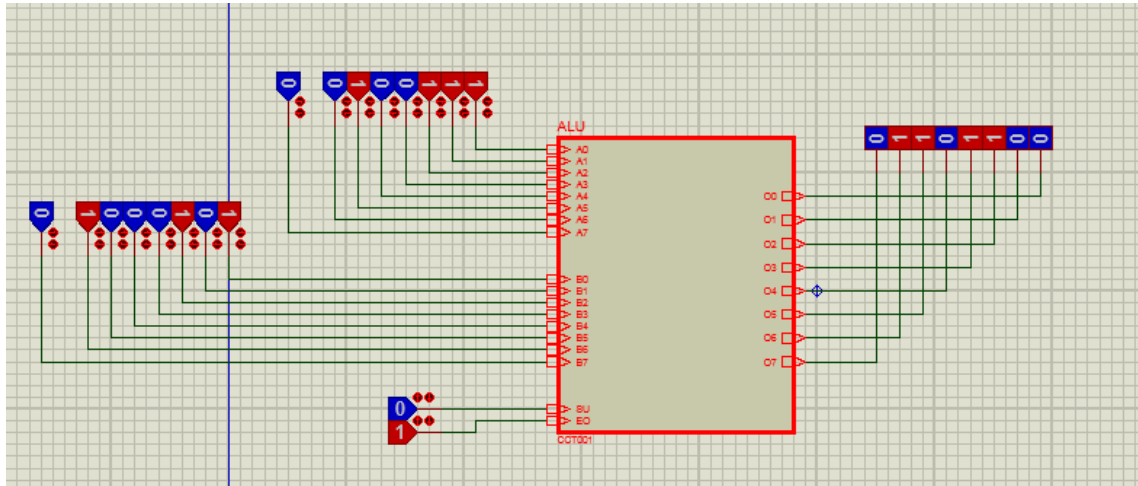 0 0 1 0 0 1 1 1
ALU
0 1 1 0 1 1 0 0
A0
A1
A2
A3
A4
A5
A6
A7
O0
O1
O2
O3
O4
O5
O6
O7
0 1 0 0 0 1 0 1
B0
B1
B2
B3
B4
B5
B6
B7
0 SU
1 EO
CCT001